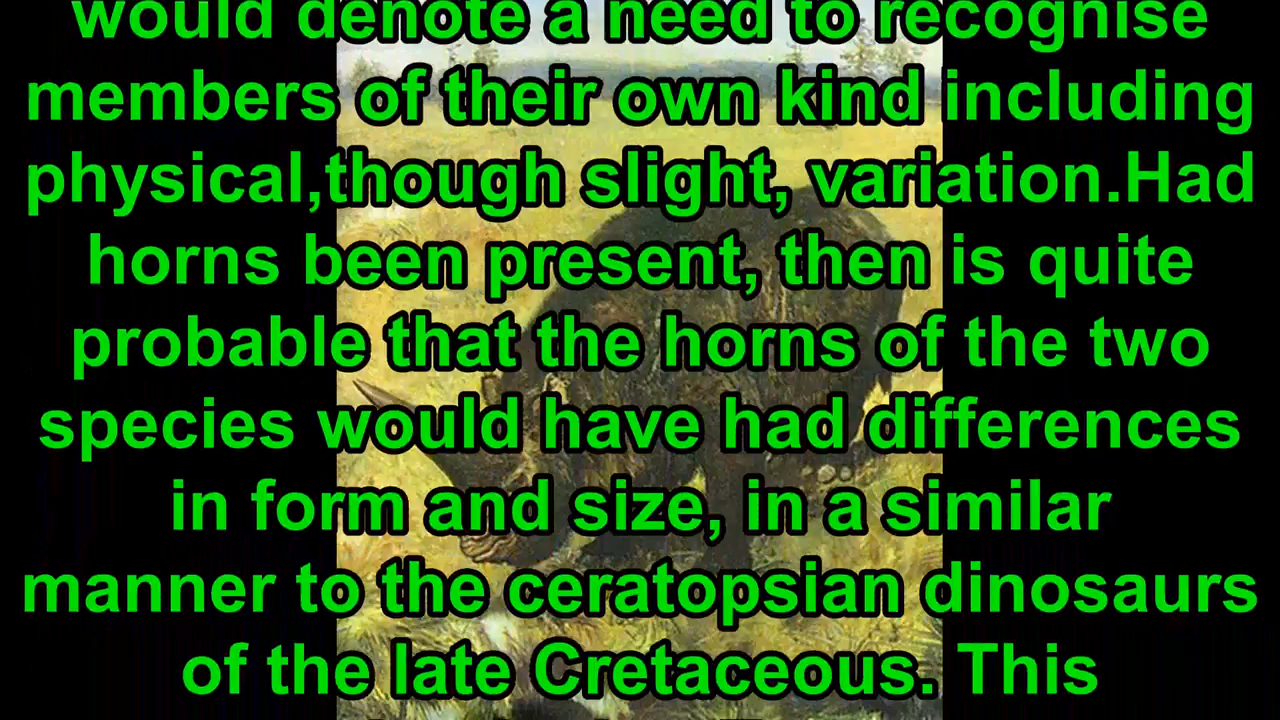 would denote a need to recognise
members of their own kind including
physical,though slight, variation.Had
horns been present, then is quite
probable that the horns of the two
species would have had differences
in form and size, in a similar
manner to the ceratopsian dinosaurs
of the late Cretaceous. This